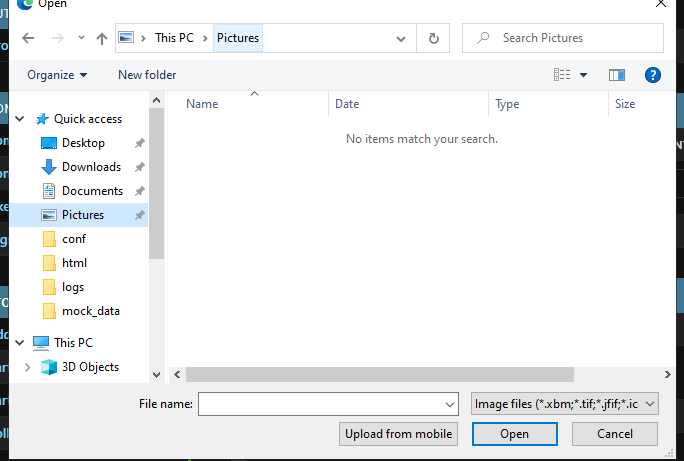 Open
This PC > Pictures
Search Pictures
Organize
New folder
Name
Date
Type
Size
No items match your search.
Quick access
Desktop
Downloads
Documents
Pictures
conf
html
logs
mock_data
This PC
3D Objects
File name:
Image files (*.xbm;*.tif;*.jfif;*.ic
Upload from mobile
Open
Cancel